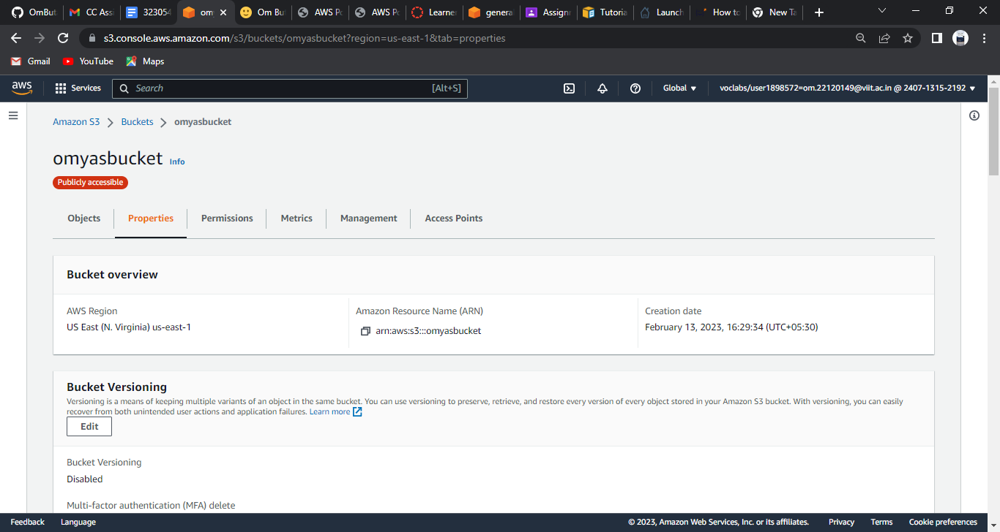 OmBut
CC Assi
323054
om
Om Bu
AWS Po
AWS Po
Learne
genera
Assignr
Tutoria
Launch
How to
New Ta
s3.console.aws.amazon.com/s3/buckets/omyasbucket?region=us-east-1&tab=properties
Gmail YouTube Maps
aws Services Search [Alt+S] Global voclabs/user1898572=om.22120149@viit.ac.in @ 2407-1315-2192
Amazon S3 Buckets omyasbucket
omyasbucket Info
Publicly accessible
Objects Properties Permissions Metrics Management Access Points
Bucket overview
AWS Region
US East (N. Virginia) us-east-1
Amazon Resource Name (ARN)
arn:aws:s3:::omyasbucket
Creation date
February 13, 2023, 16:29:34 (UTC+05:30)
Bucket Versioning
Versioning is a means of keeping multiple variants of an object in the same bucket. You can use versioning to preserve, retrieve, and restore every version of every object stored in your Amazon S3 bucket. With versioning, you can easily
recover from both unintended user actions and application failures. Learn more
Edit
Bucket Versioning
Disabled
Multi-factor authentication (MFA) delete
Feedback Language © 2023, Amazon Web Services, Inc. or its affiliates. Privacy Terms Cookie preferences